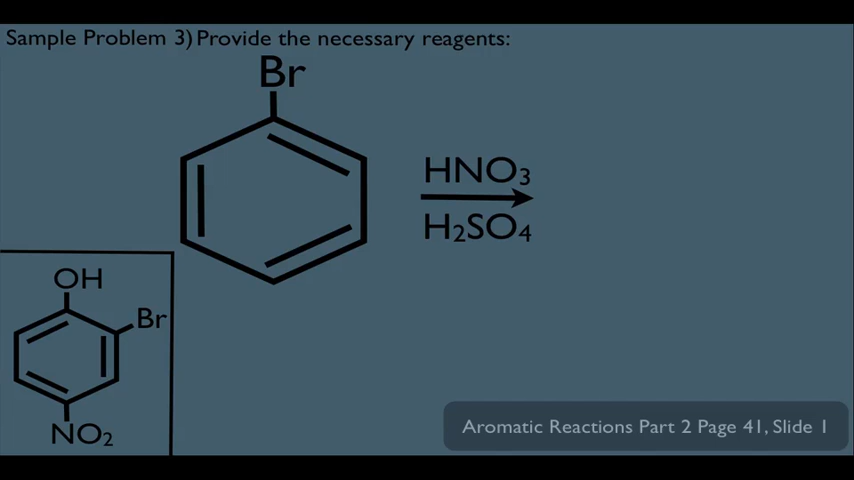 Sample Problem 3) Provide the necessary reagents:
Br
HNO₃
H₂SO₄
OH
Br
NO₂
Aromatic Reactions Part 2 Page 41, Slide 1